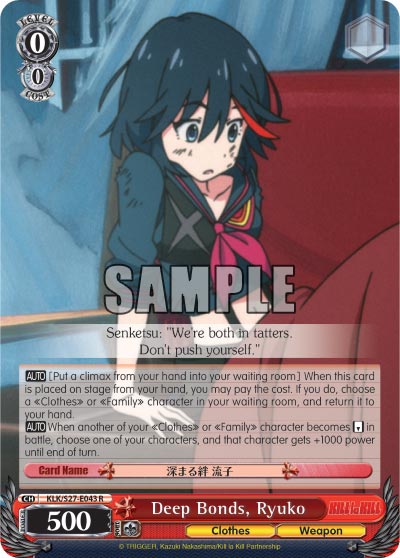 LEVEL
0
0
COST
SAMPLE
Senketsu: "We're both in tatters.
Don't push yourself."
AUTO [Put a climax from your hand into your waiting room] When this card
is placed on stage from your hand, you may pay the cost. If you do, choose
a «Clothes» or «Family» character in your waiting room, and return it to
your hand.
AUTO When another of your «Clothes» or «Family» character becomes in
battle, choose one of your characters, and that character gets +1000 power
until end of turn.
Card Name 深まる絆 流子
CH KLK/S27-E043 R
500
POWER
Deep Bonds, Ryuko
KILL la KILL
Clothes Weapon
© TRIGGER, Kazuki Nakashima/Kill la Kill Partnership